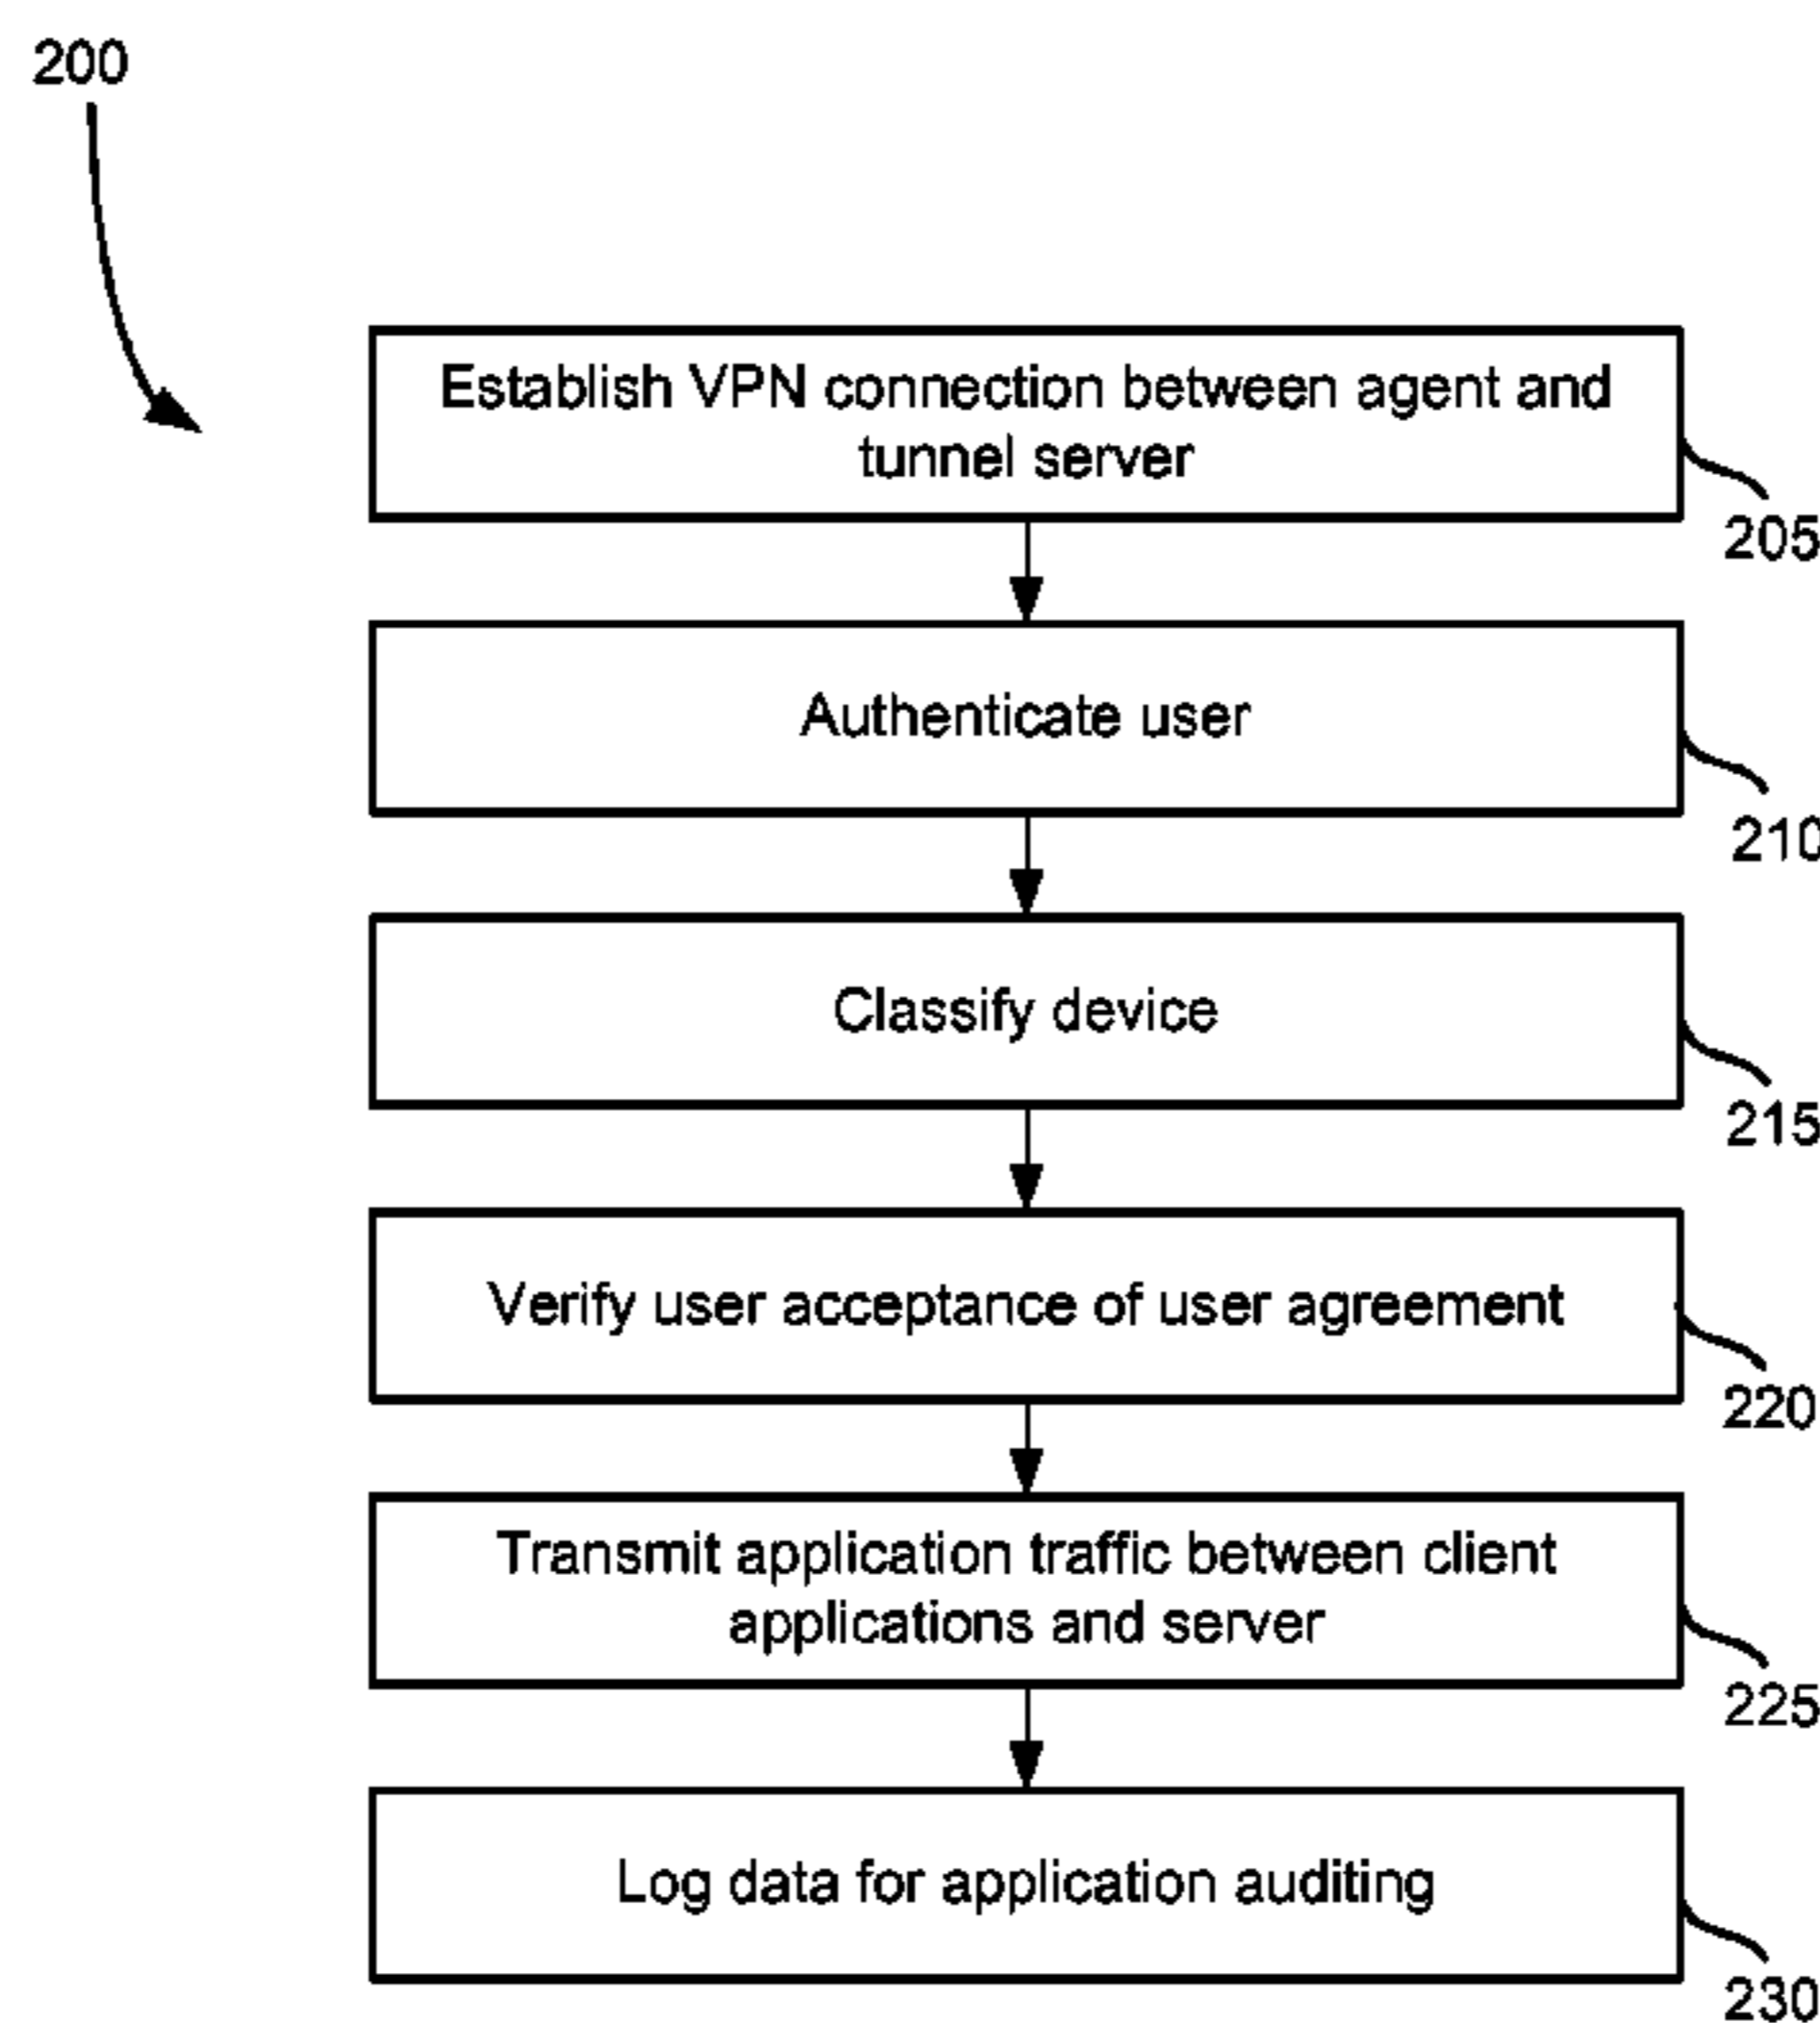 200
Establish VPN connection between agent and
tunnel server
205
Authenticate user
210
Classify device
215
Verify user acceptance of user agreement
220
Transmit application traffic between client
applications and server
225
Log data for application auditing
230